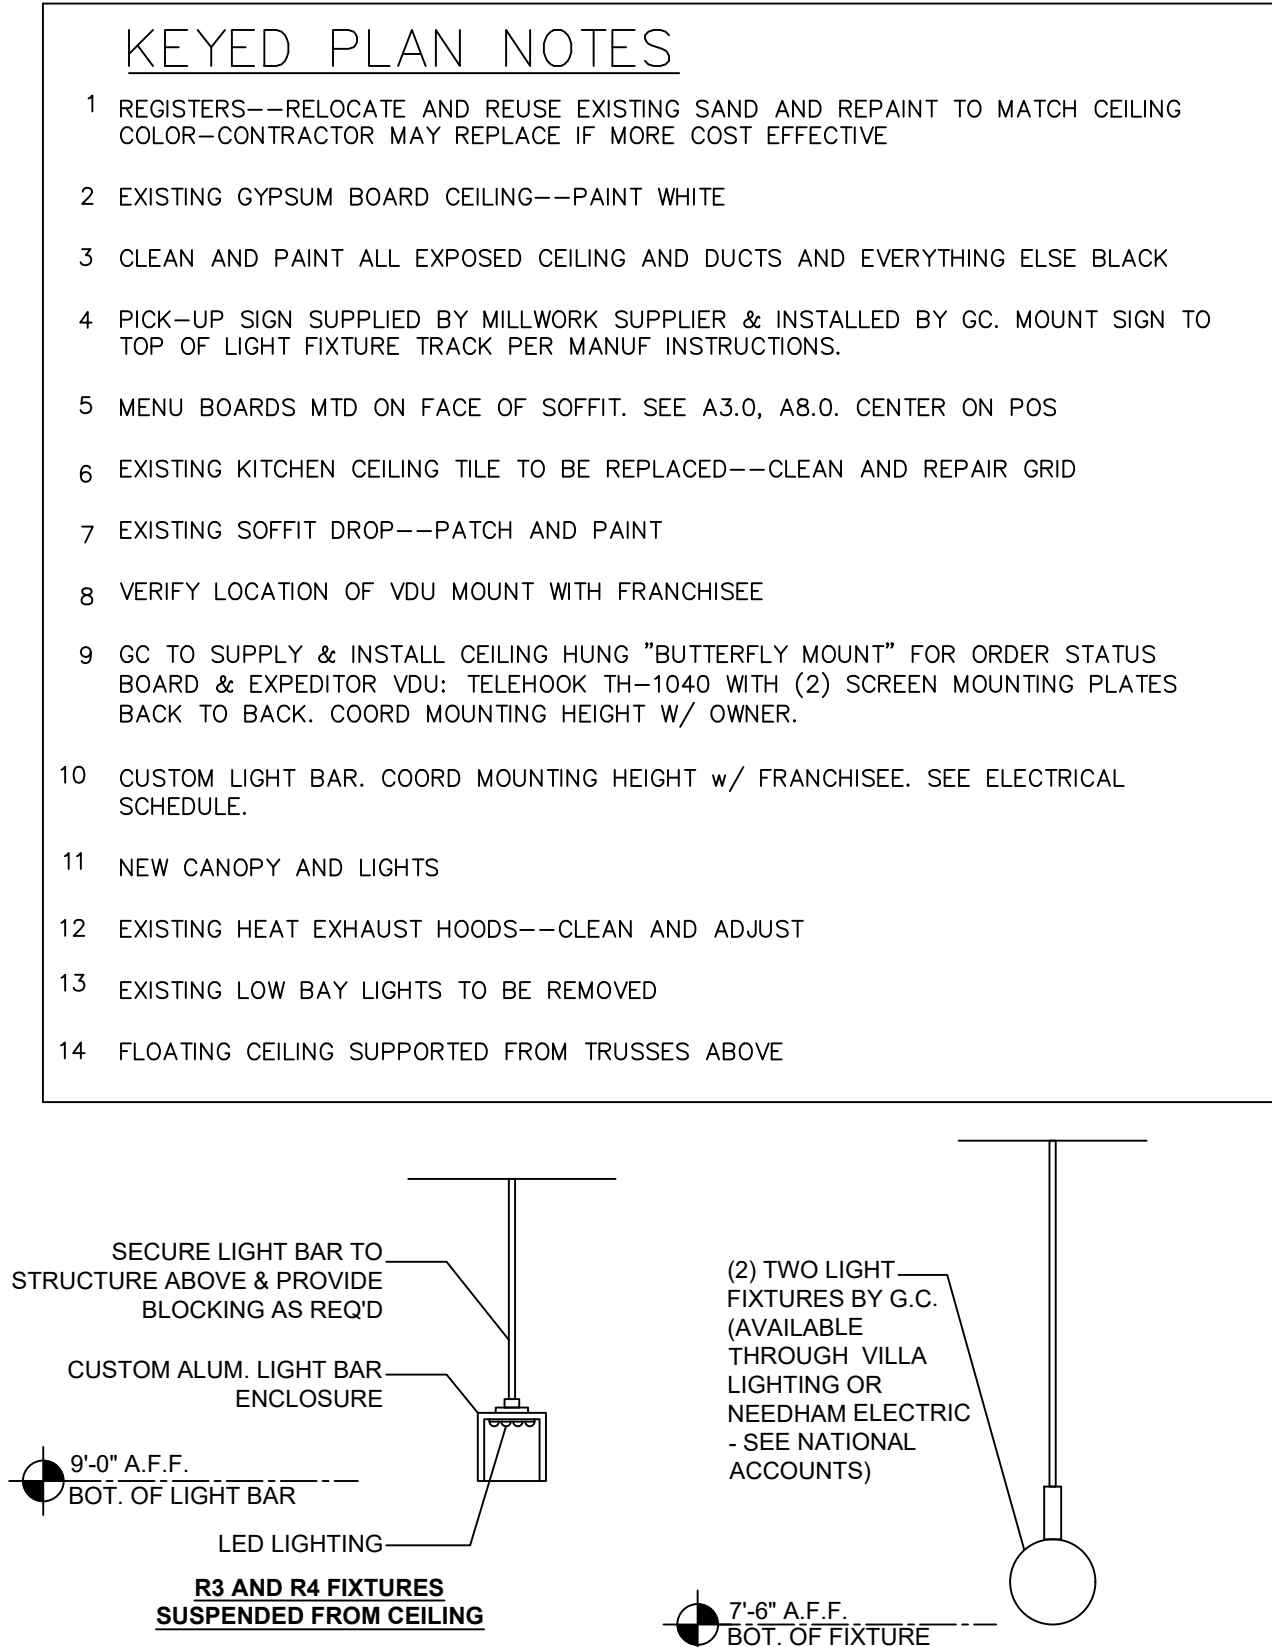 KEYED PLAN NOTES
1 REGISTERS--RELOCATE AND REUSE EXISTING SAND AND REPAINT TO MATCH CEILING
COLOR-CONTRACTOR MAY REPLACE IF MORE COST EFFECTIVE
2 EXISTING GYPSUM BOARD CEILING--PAINT WHITE
3 CLEAN AND PAINT ALL EXPOSED CEILING AND DUCTS AND EVERYTHING ELSE BLACK
4 PICK-UP SIGN SUPPLIED BY MILLWORK SUPPLIER & INSTALLED BY GC. MOUNT SIGN TO
TOP OF LIGHT FIXTURE TRACK PER MANUF INSTRUCTIONS.
5 MENU BOARDS MTD ON FACE OF SOFFIT. SEE A3.0, A8.0. CENTER ON POS
6 EXISTING KITCHEN CEILING TILE TO BE REPLACED--CLEAN AND REPAIR GRID
7 EXISTING SOFFIT DROP--PATCH AND PAINT
8 VERIFY LOCATION OF VDU MOUNT WITH FRANCHISEE
9 GC TO SUPPLY & INSTALL CEILING HUNG "BUTTERFLY MOUNT" FOR ORDER STATUS
BOARD & EXPEDITOR VDU: TELEHOOK TH-1040 WITH (2) SCREEN MOUNTING PLATES
BACK TO BACK. COORD MOUNTING HEIGHT W/ OWNER.
10 CUSTOM LIGHT BAR. COORD MOUNTING HEIGHT w/ FRANCHISEE. SEE ELECTRICAL
SCHEDULE.
11 NEW CANOPY AND LIGHTS
12 EXISTING HEAT EXHAUST HOODS--CLEAN AND ADJUST
13 EXISTING LOW BAY LIGHTS TO BE REMOVED
14 FLOATING CEILING SUPPORTED FROM TRUSSES ABOVE
SECURE LIGHT BAR TO
STRUCTURE ABOVE & PROVIDE
BLOCKING AS REQ'D
CUSTOM ALUM. LIGHT BAR
ENCLOSURE
9'-0" A.F.F.
BOT. OF LIGHT BAR
LED LIGHTING
R3 AND R4 FIXTURES
SUSPENDED FROM CEILING
(2) TWO LIGHT
FIXTURES BY G.C.
(AVAILABLE
THROUGH VILLA
LIGHTING OR
NEEDHAM ELECTRIC
- SEE NATIONAL
ACCOUNTS)
7'-6" A.F.F.
BOT. OF FIXTURE